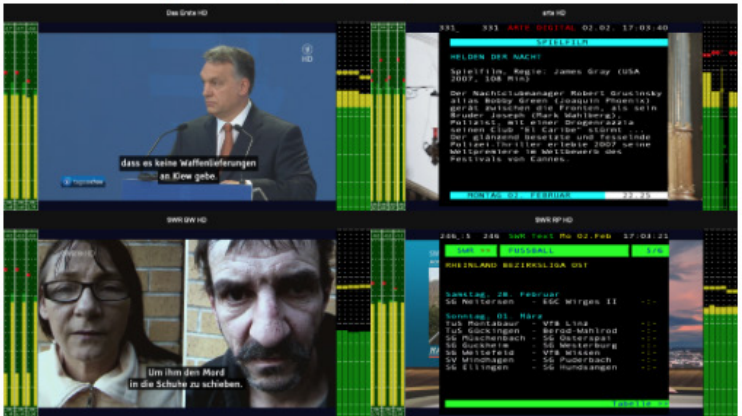 Das Erste HD
arte HD
HD
dass es keine Waffenlieferungen
an Kiew gebe.
tagesschau
331 331 ARTE DIGITAL 02.02. 17:03:40
SPIELFILM
HELDEN DER NACHT
Spielfilm, Regie: James Gray (USA
2007, 108 Min)
Der Nachtclubmanager Robert Grusinsky
alias Bobby Green (Joaquin Phoenix)
gerät zwischen die Fronten, als sein
Bruder Joseph (Mark Wahlberg),
Polizist, mit einer Drogenrazzia
seinen Club "El Caribe" stürmt ...
Der glänzend besetzte und fesselnde
Polizei-Thriller erlebte 2007 seine
Weltpremiere im Wettbewerb des
Festivals von Cannes.
MONTAG 02. FEBRUAR 22.25
SWR BW HD
SWR RP HD
Um ihm den Mord
in die Schuhe zu schieben.
246 246 SWR Text Mo 02.Feb 17:03:21
SWR >> FUSSBALL 5/6
RHEINLAND BEZIRKSLIGA OST
Samstag, 28. Februar
SG Neitersen - EGC Wirges II -:-
Sonntag, 01. März
TuS Montabaur - VfB Linz -:-
TuS Gückingen - Berod-Wahlrod -:-
SG Müschenbach - SG Osterspai -:-
SG Guckheim - SG Westerburg -:-
SG Weitefeld - VfB Wissen -:-
SV Windhagen - SG Puderbach -:-
SG Ellingen - SG Hundsangen -:-
Tabelle >>